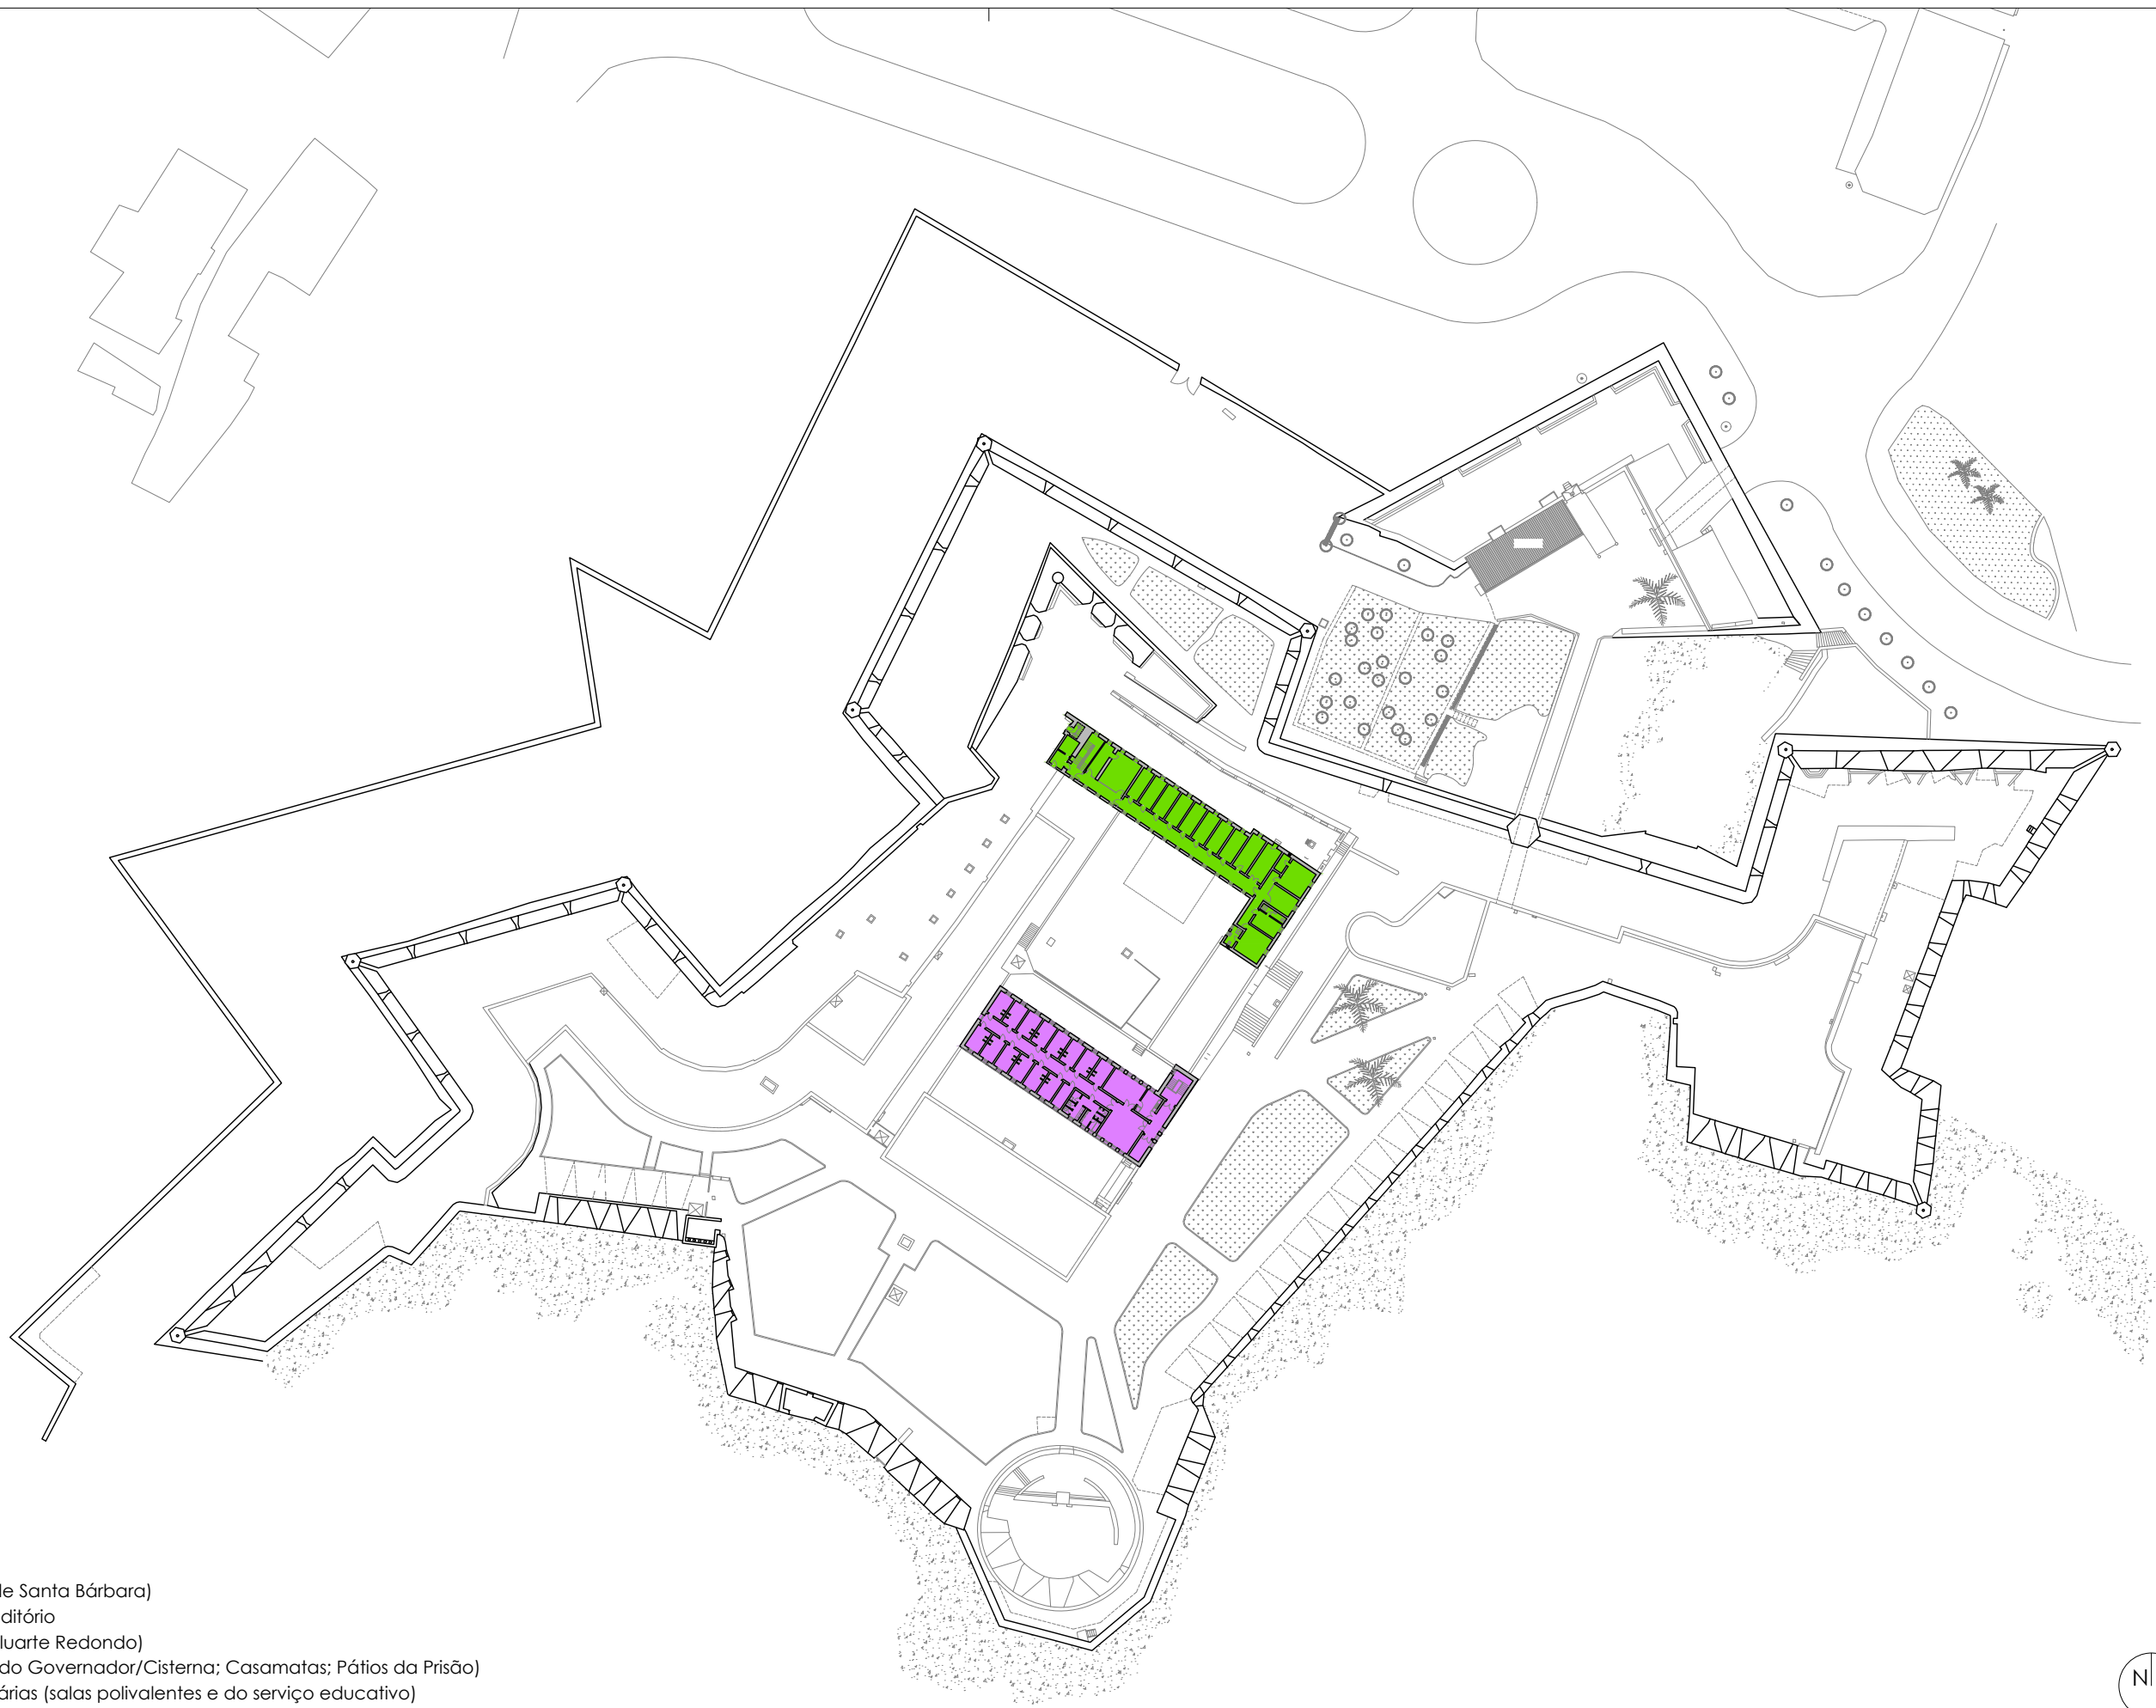 le Santa Bárbara)
ditório
luarte Redondo)
do Governador/Cisterna; Casamatas; Pátios da Prisão)
árias (salas polivalentes e do serviço educativo)
N